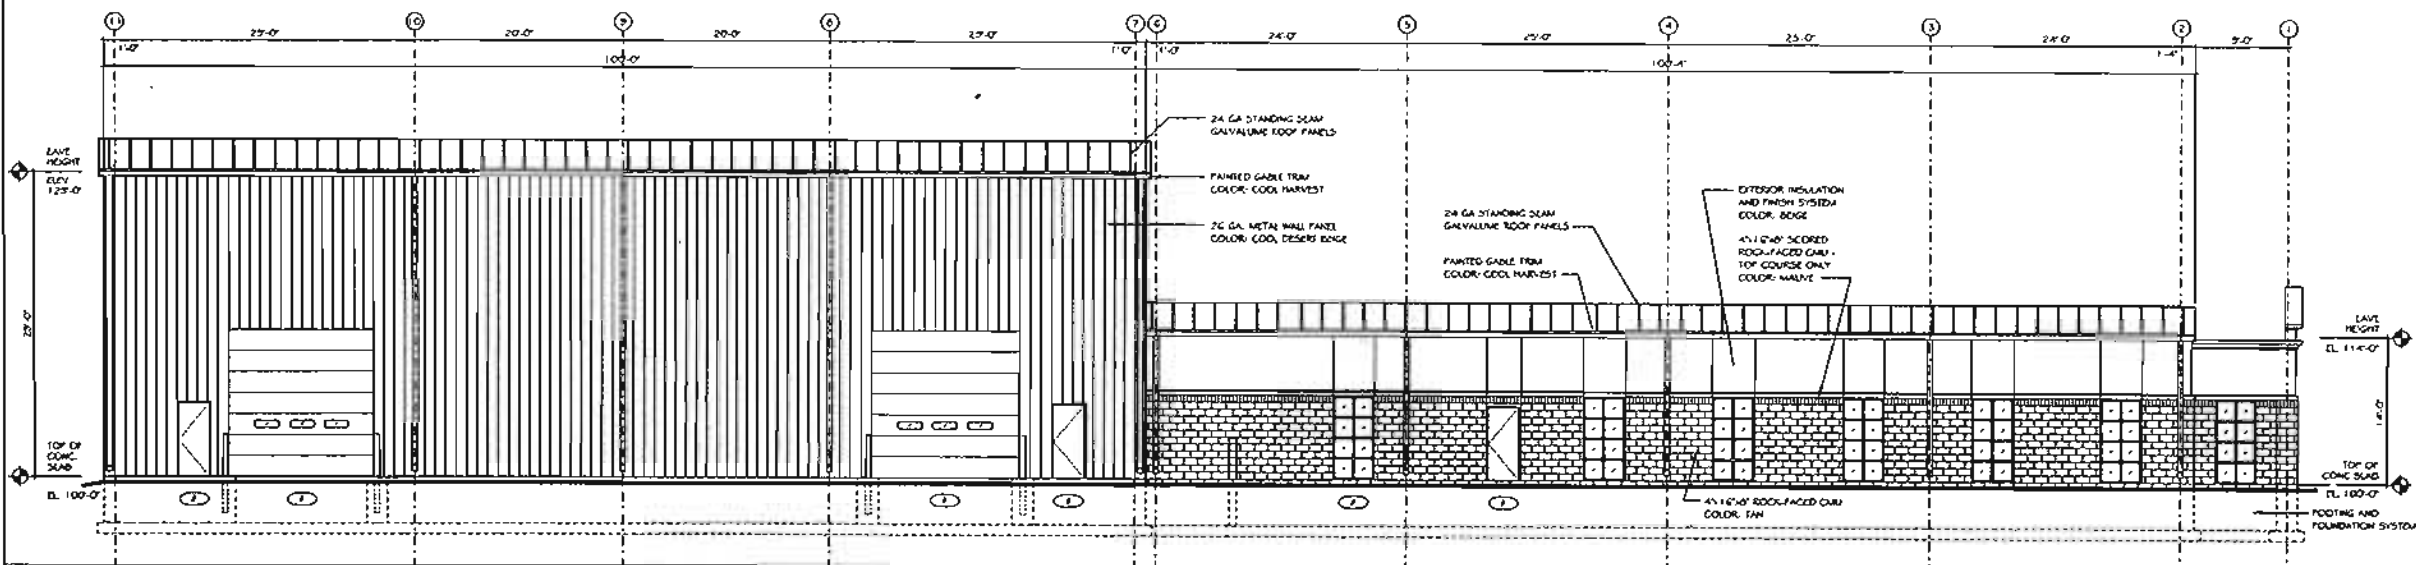 11 10 9 8 7 6 5 4 3 2 1
25'-0" 20'-0" 20'-0" 25'-0" 24'-0" 25'-0" 25'-0" 24'-0" 9'-0"
1'-0" 1'-0" 1'-0" 1'-4"
100'-0" 100'-4"
24 GA STANDING SEAM
GALVALUME ROOF PANELS
PAINTED GABLE TRIM
COLOR: COOL HARVEST
26 GA. METAL WALL PANEL
COLOR: COOL DESERT BEIGE
24 GA STANDING SEAM
GALVALUME ROOF PANELS
PAINTED GABLE TRIM
COLOR: COOL HARVEST
EXTERIOR INSULATION
AND FINISH SYSTEM
COLOR: BEIGE
SCORED
ROCK-FACED CMU -
TOP COURSE ONLY
COLOR: MAUVE
EAVE
HEIGHT
ELEV
125'-0"
25'-0"
TOP OF
CONC.
SLAB
EL 100'-0"
EAVE
HEIGHT
EL 114'-0"
14'-0"
TOP OF
CONC SLAB
EL 100'-0"
ROCK-FACED CMU
COLOR: TAN
FOOTING AND
FOUNDATION SYSTEM